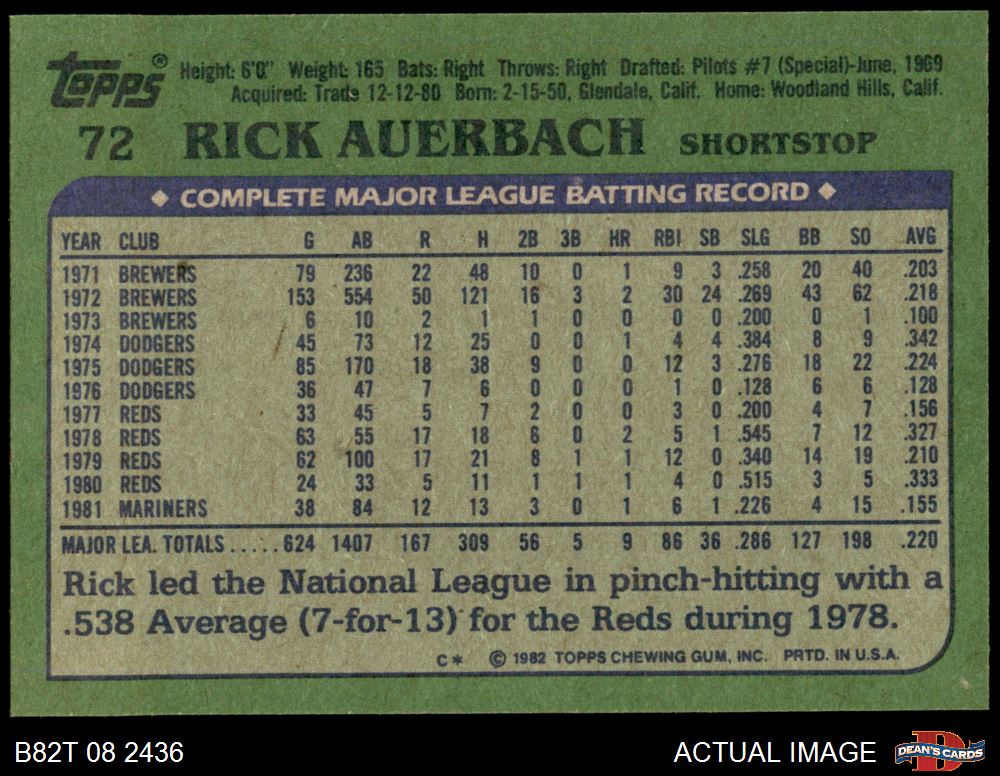 Topps® Height: 6'0" Weight: 165 Bats: Right Throws: Right Drafted: Pilots #7 (Special)-June, 1969
Acquired: Trade 12-12-80 Born: 2-15-50, Glendale, Calif. Home: Woodland Hills, Calif.
72 RICK AUERBACH SHORTSTOP
◆ COMPLETE MAJOR LEAGUE BATTING RECORD ◆
YEAR CLUB G AB R H 2B 3B HR RBI SB SLG BB SO AVG
1971 BREWERS 79 236 22 48 10 0 1 9 3 .258 20 40 .203
1972 BREWERS 153 554 50 121 16 3 2 30 24 .269 43 62 .218
1973 BREWERS 6 10 2 1 1 0 0 0 0 .200 0 1 .100
1974 DODGERS 45 73 12 25 0 0 1 4 4 .384 8 9 .342
1975 DODGERS 85 170 18 38 9 0 0 12 3 .276 18 22 .224
1976 DODGERS 36 47 7 6 0 0 0 1 0 .128 6 6 .128
1977 REDS 33 45 5 7 2 0 0 3 0 .200 4 7 .156
1978 REDS 63 55 17 18 6 0 2 5 1 .545 7 12 .327
1979 REDS 62 100 17 21 8 1 1 12 0 .340 14 19 .210
1980 REDS 24 33 5 11 1 1 1 4 0 .515 3 5 .333
1981 MARINERS 38 84 12 13 3 0 1 6 1 .226 4 15 .155
MAJOR LEA. TOTALS.....624 1407 167 309 56 5 9 86 36 .286 127 198 .220
Rick led the National League in pinch-hitting with a
.538 Average (7-for-13) for the Reds during 1978.
C* © 1982 TOPPS CHEWING GUM, INC. PRTD. IN U.S.A.
B82T 08 2436 ACTUAL IMAGE DEAN'S CARDS